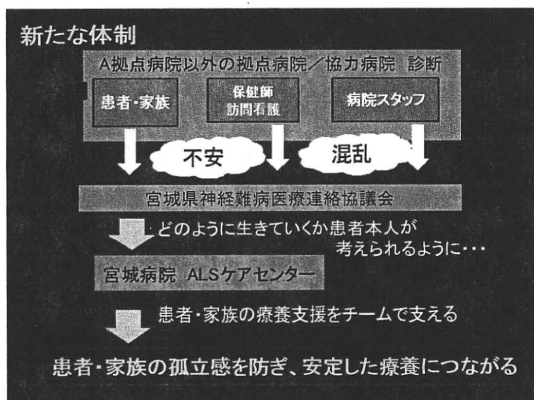 新たな体制
A拠点病院以外の拠点病院／協力病院 診断
患者・家族
保健師
訪問看護
病院スタッフ
不安
混乱
宮城県神経難病医療連絡協議会
どのように生きていくか患者本人が
考えられるように・・・
宮城病院 ALSケアセンター
患者・家族の療養支援をチームで支える
患者・家族の孤立感を防ぎ、安定した療養につながる